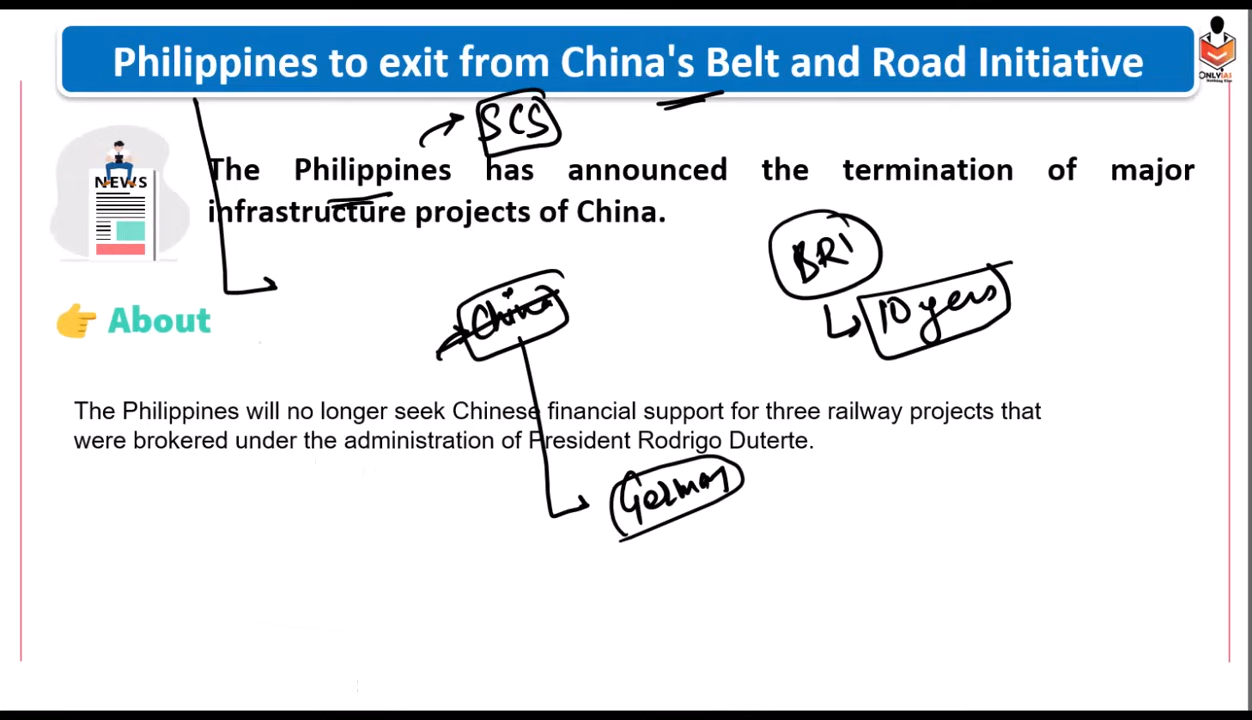 Philippines to exit from China's Belt and Road Initiative
ONLYIAS
SCS
The Philippines has announced the termination of major
infrastructure projects of China.
NEWS
BRI
10 yers
China
About
The Philippines will no longer seek Chinese financial support for three railway projects that
were brokered under the administration of President Rodrigo Duterte.
Germany